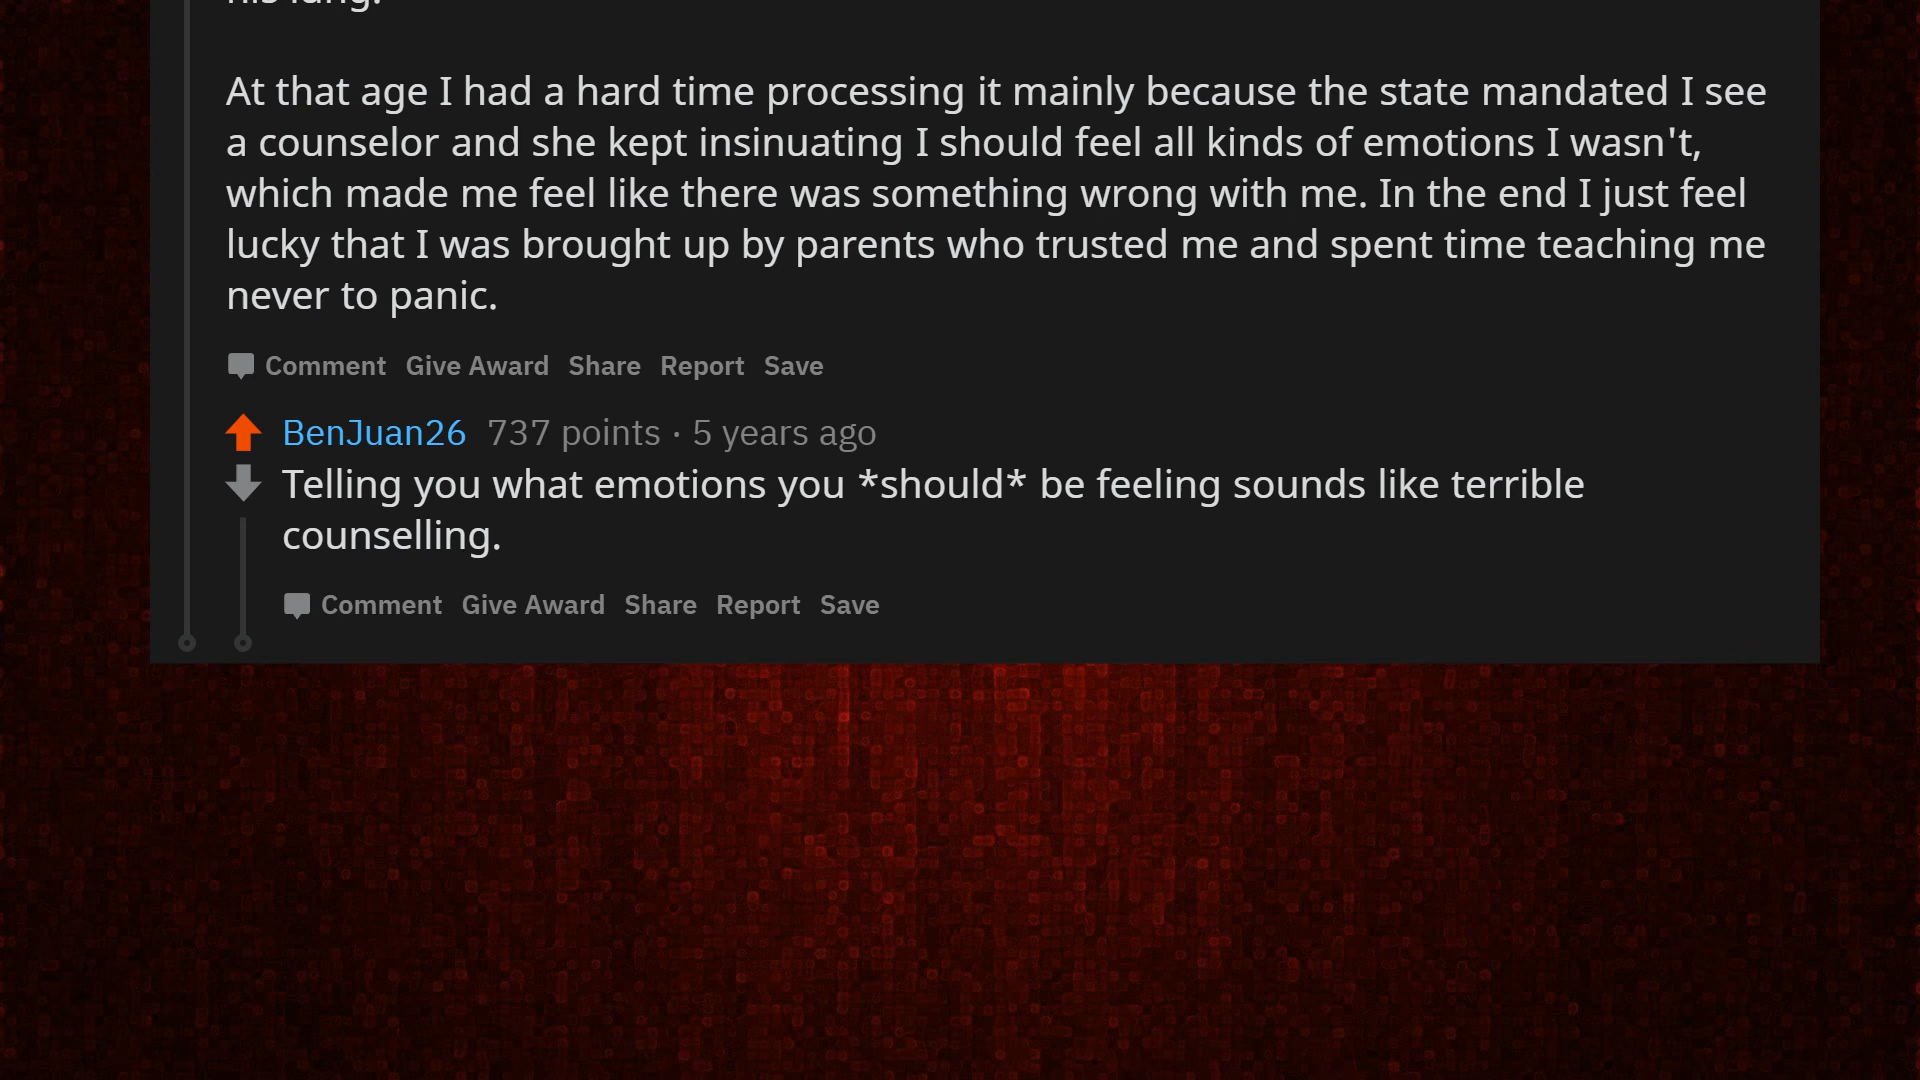 his lung.
At that age I had a hard time processing it mainly because the state mandated I see
a counselor and she kept insinuating I should feel all kinds of emotions I wasn't,
which made me feel like there was something wrong with me. In the end I just feel
lucky that I was brought up by parents who trusted me and spent time teaching me
never to panic.
Comment Give Award Share Report Save
BenJuan26 737 points · 5 years ago
Telling you what emotions you *should* be feeling sounds like terrible
counselling.
Comment Give Award Share Report Save